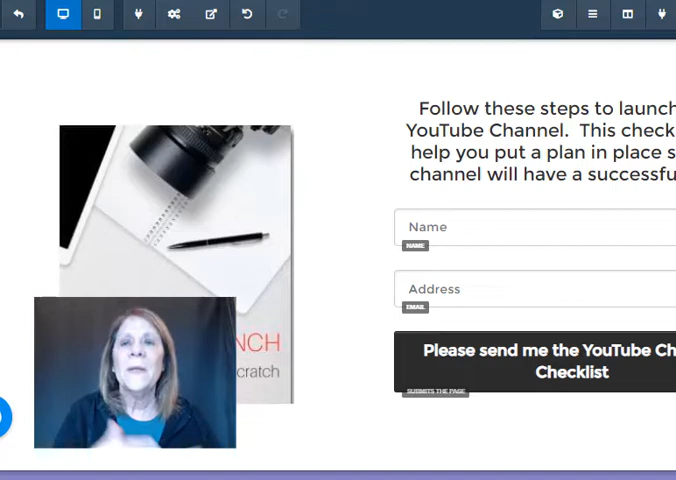 Follow these steps to launch
YouTube Channel. This check
help you put a plan in place s
channel will have a successfu
Name
NAME
Address
EMAIL
Please send me the YouTube Ch
Checklist
SUBMITS THE PAGE
NCH
cratch